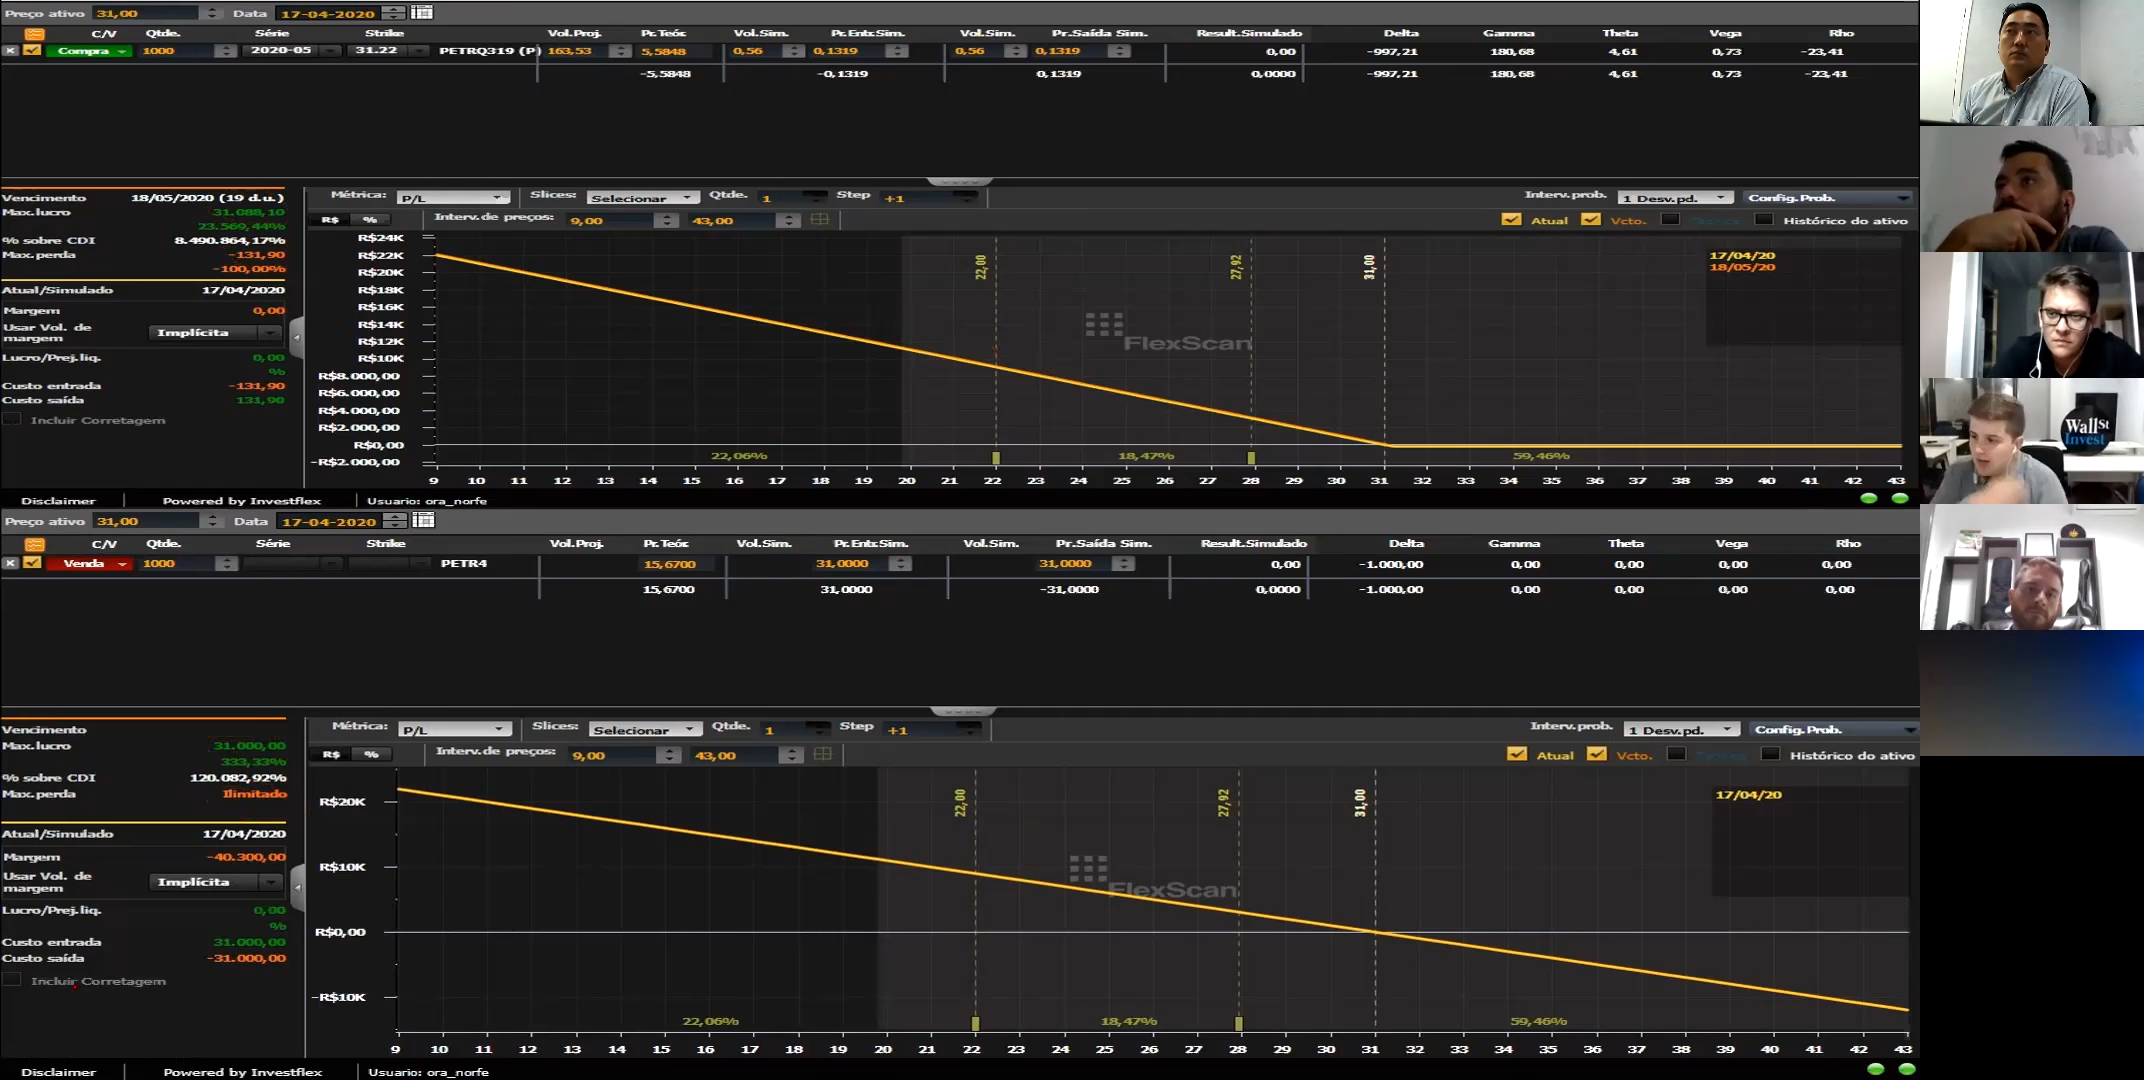 Preço ativo 31,00 Data 17-04-2020
C/V Qtde. Série Strike Vol.Proj. Pr.Teór. Vol.Sim. Pr.Entr.Sim. Vol.Sim. Pr.Saída Sim. Result.Simulado Delta Gamma Theta Vega Rho
Compra 1000 2020-05 31.22 PETRQ319 (P) 163,53 5,5848 0,56 0,1319 0,56 0,1319 0,00 -997,21 180,68 4,61 0,73 -23,41
-5,5848 -0,1319 0,1319 0,0000 -997,21 180,68 4,61 0,73 -23,41
Vencimento 18/05/2020 (19 d.u.)
Max.lucro 31.088,10
23.569,44%
% sobre CDI 8.490.864,17%
Max.perda -131,90
-100,00%
Atual/Simulado 17/04/2020
Margem 0,00
Usar Vol. de margem Implícita
Lucro/Prej.liq. 0,00
%
Custo entrada -131,90
Custo saída 131,90
Incluir Corretagem
Métrica: P/L Slices: Selecionar Qtde. 1 Step +1 Interv.prob. 1 Desv.pd. Config.Prob.
R$ % Interv.de preços: 9,00 43,00 Atual Vcto. Histórico do ativo
R$24K
R$22K
R$20K
R$18K
R$16K
R$14K
R$12K
R$10K
R$8.000,00
R$6.000,00
R$4.000,00
R$2.000,00
R$0,00
-R$2.000,00
22,00 27,92 31,00
17/04/20
18/05/20
FlexScan
22,06% 18,47% 59,46%
9 10 11 12 13 14 15 16 17 18 19 20 21 22 23 24 25 26 27 28 29 30 31 32 33 34 35 36 37 38 39 40 41 42 43
Disclaimer Powered by Investflex Usuario: ora_norfe
Preço ativo 31,00 Data 17-04-2020
C/V Qtde. Série Strike Vol.Proj. Pr.Teór. Vol.Sim. Pr.Entr.Sim. Vol.Sim. Pr.Saída Sim. Result.Simulado Delta Gamma Theta Vega Rho
Venda 1000 PETR4 15,6700 31,0000 31,0000 0,00 -1.000,00 0,00 0,00 0,00 0,00
15,6700 31,0000 -31,0000 0,0000 -1.000,00 0,00 0,00 0,00 0,00
Vencimento
Max.lucro 31.000,00
333,33%
% sobre CDI 120.082,92%
Max.perda Ilimitado
Atual/Simulado 17/04/2020
Margem -40.300,00
Usar Vol. de margem Implícita
Lucro/Prej.liq. 0,00
%
Custo entrada 31.000,00
Custo saída -31.000,00
Incluir Corretagem
Métrica: P/L Slices: Selecionar Qtde. 1 Step +1 Interv.prob. 1 Desv.pd. Config.Prob.
R$ % Interv.de preços: 9,00 43,00 Atual Vcto. Histórico do ativo
R$20K
R$10K
R$0,00
-R$10K
22,00 27,92 31,00
17/04/20
FlexScan
22,06% 18,47% 59,46%
9 10 11 12 13 14 15 16 17 18 19 20 21 22 23 24 25 26 27 28 29 30 31 32 33 34 35 36 37 38 39 40 41 42 43
Disclaimer Powered by Investflex Usuario: ora_norfe
WallSt
Invest